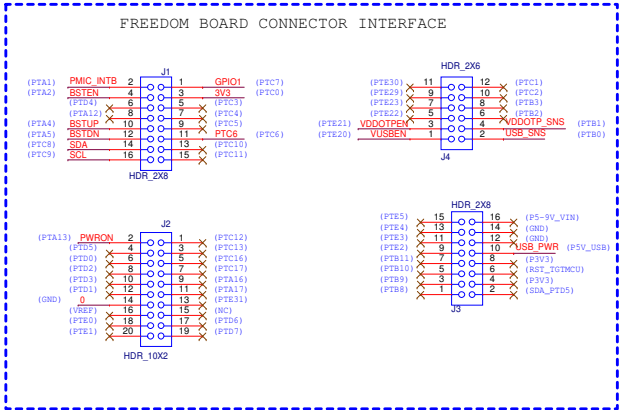 FREEDOM BOARD CONNECTOR INTERFACE
J1
(PTA1) PMIC_INTB 2 1 GPIO1 (PTC7)
(PTA2) BSTEN 4 3 3V3 (PTC0)
(PTD4) 6 5 (PTC3)
(PTA12) 8 7 (PTC4)
(PTA4) BSTUP 10 9 (PTC5)
(PTA5) BSTDN 12 11 PTC6 (PTC6)
(PTC8) SDA 14 13 (PTC10)
(PTC9) SCL 16 15 (PTC11)
HDR_2X8
HDR_2X6
(PTE30) 11 12 (PTC1)
(PTE29) 9 10 (PTC2)
(PTE23) 7 8 (PTB3)
(PTE22) 5 6 (PTB2)
(PTE21) VDDOTPEN 3 4 VDDOTP_SNS (PTB1)
(PTE20) VUSBEN 1 2 USB_SNS (PTB0)
J4
J2
(PTA13) PWRON 2 1 (PTC12)
(PTD5) 4 3 (PTC13)
(PTD0) 6 5 (PTC16)
(PTD2) 8 7 (PTC17)
(PTD3) 10 9 (PTA16)
(PTD1) 12 11 (PTA17)
(GND) 0 14 13 (PTE31)
(VREF) 16 15 (NC)
(PTE0) 18 17 (PTD6)
(PTE1) 20 19 (PTD7)
HDR_10X2
HDR_2X8
(PTE5) 15 16 (P5-9V_VIN)
(PTE4) 13 14 (GND)
(PTE3) 11 12 (GND)
(PTE2) 9 10 USB_PWR (P5V_USB)
(PTB11) 7 8 (P3V3)
(PTB10) 5 6 (RST_TGTMCU)
(PTB9) 3 4 (P3V3)
(PTB8) 1 2 (SDA_PTD5)
J3